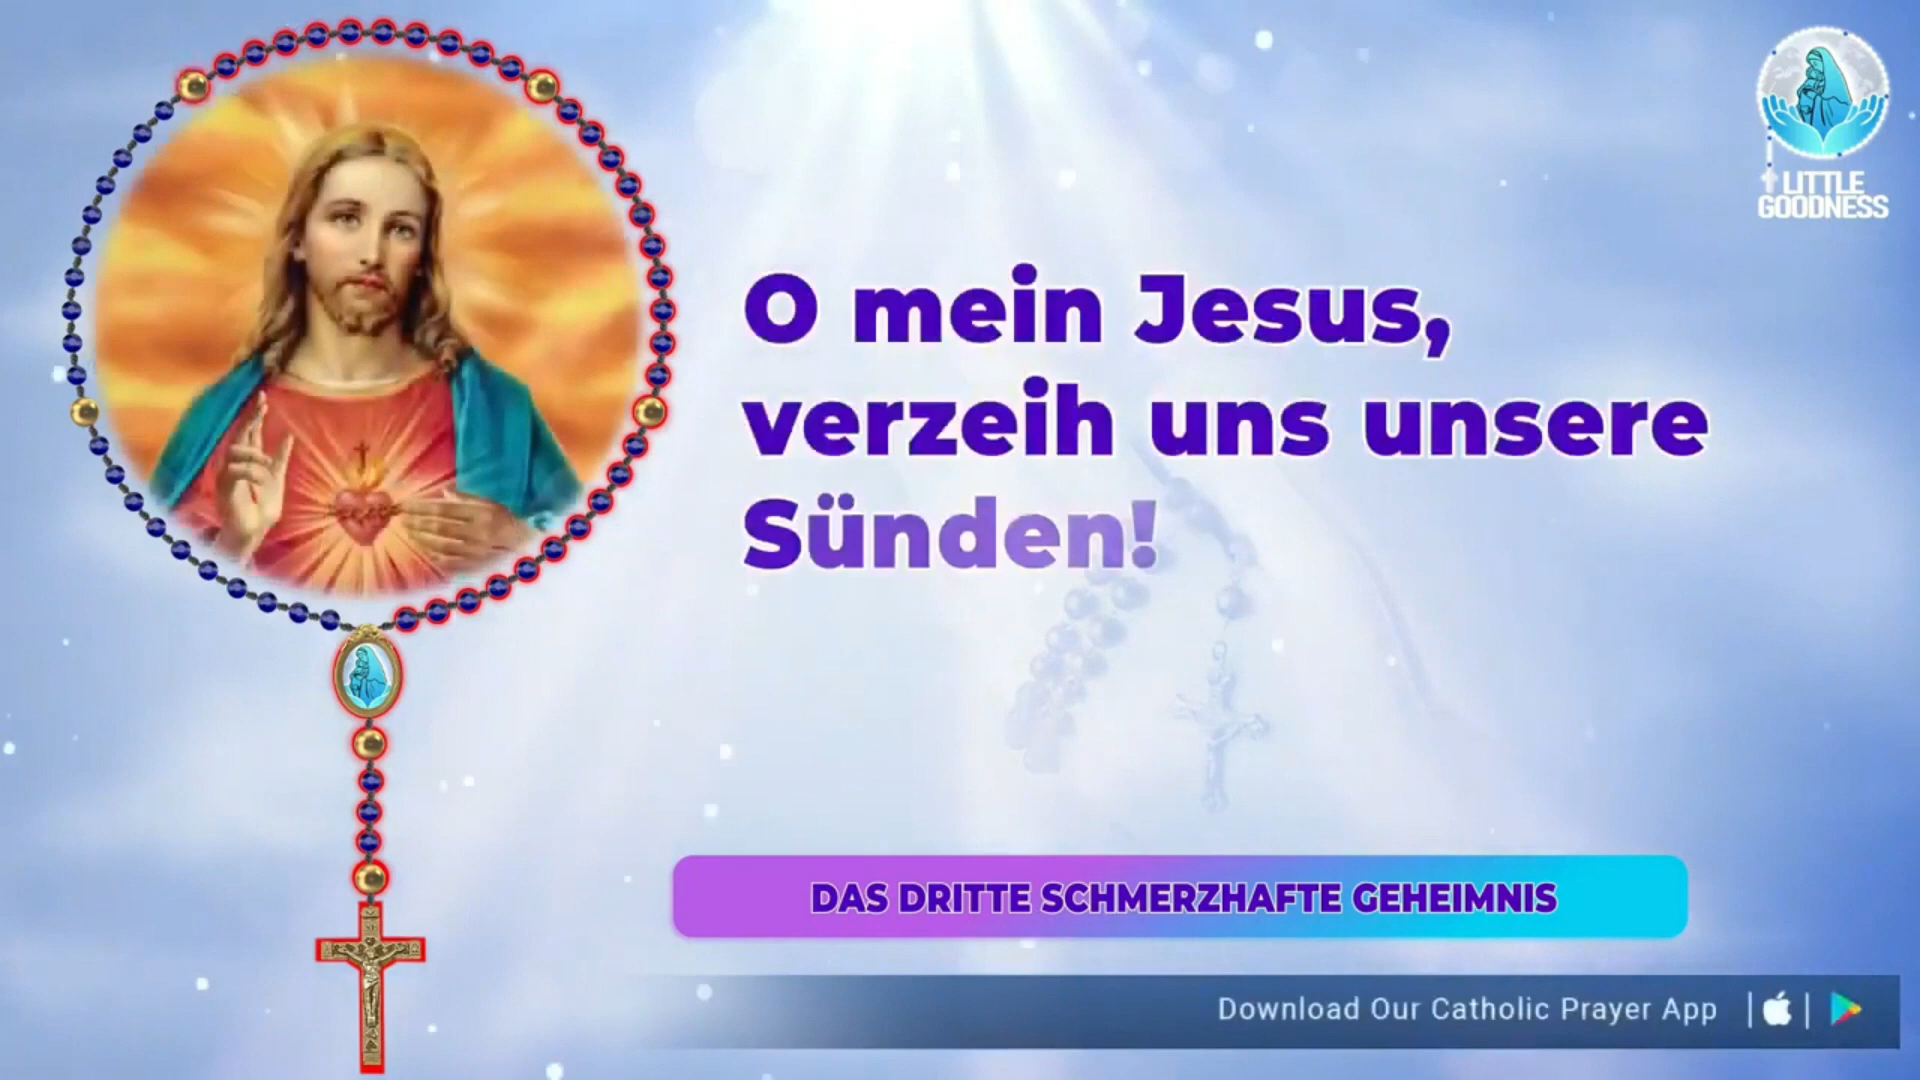 LITTLE
GOODNESS
O mein Jesus,
verzeih uns unsere
Sünden!
DAS DRITTE SCHMERZHAFTE GEHEIMNIS
Download Our Catholic Prayer App